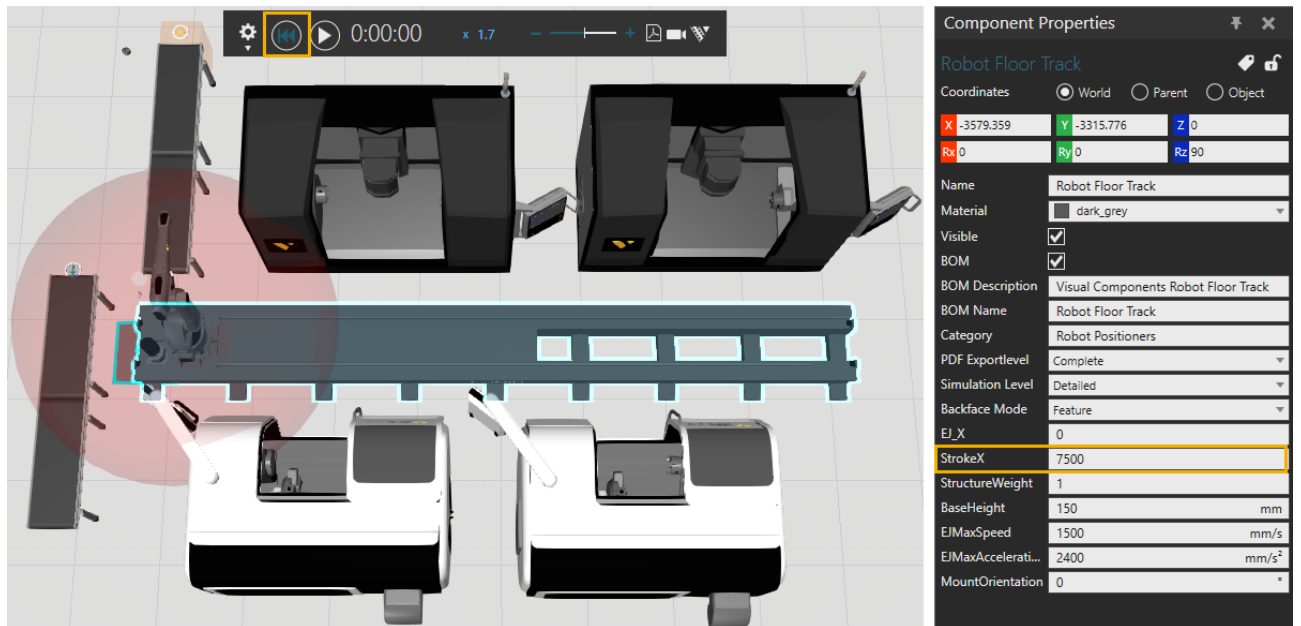 0:00:00 x 1.7 - +
Component Properties
Robot Floor Track
Coordinates World Parent Object
X -3579.359 Y -3315.776 Z 0
Rx 0 Ry 0 Rz 90
Name Robot Floor Track
Material dark_grey
Visible
BOM
BOM Description Visual Components Robot Floor Track
BOM Name Robot Floor Track
Category Robot Positioners
PDF Exportlevel Complete
Simulation Level Detailed
Backface Mode Feature
EJ_X 0
StrokeX 7500
StructureWeight 1
BaseHeight 150 mm
EJMaxSpeed 1500 mm/s
EJMaxAccelerati... 2400 mm/s²
MountOrientation 0 °